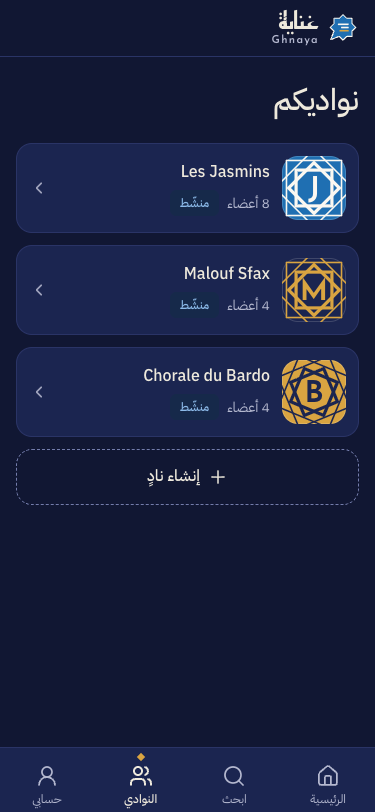 غناية
Ghnaya
نواديكم
J
Les Jasmins
8 أعضاء منشّط
M
Malouf Sfax
4 أعضاء منشّط
B
Chorale du Bardo
4 أعضاء منشّط
إنشاء نادٍ
الرئيسية
ابحث
النوادي
حسابي